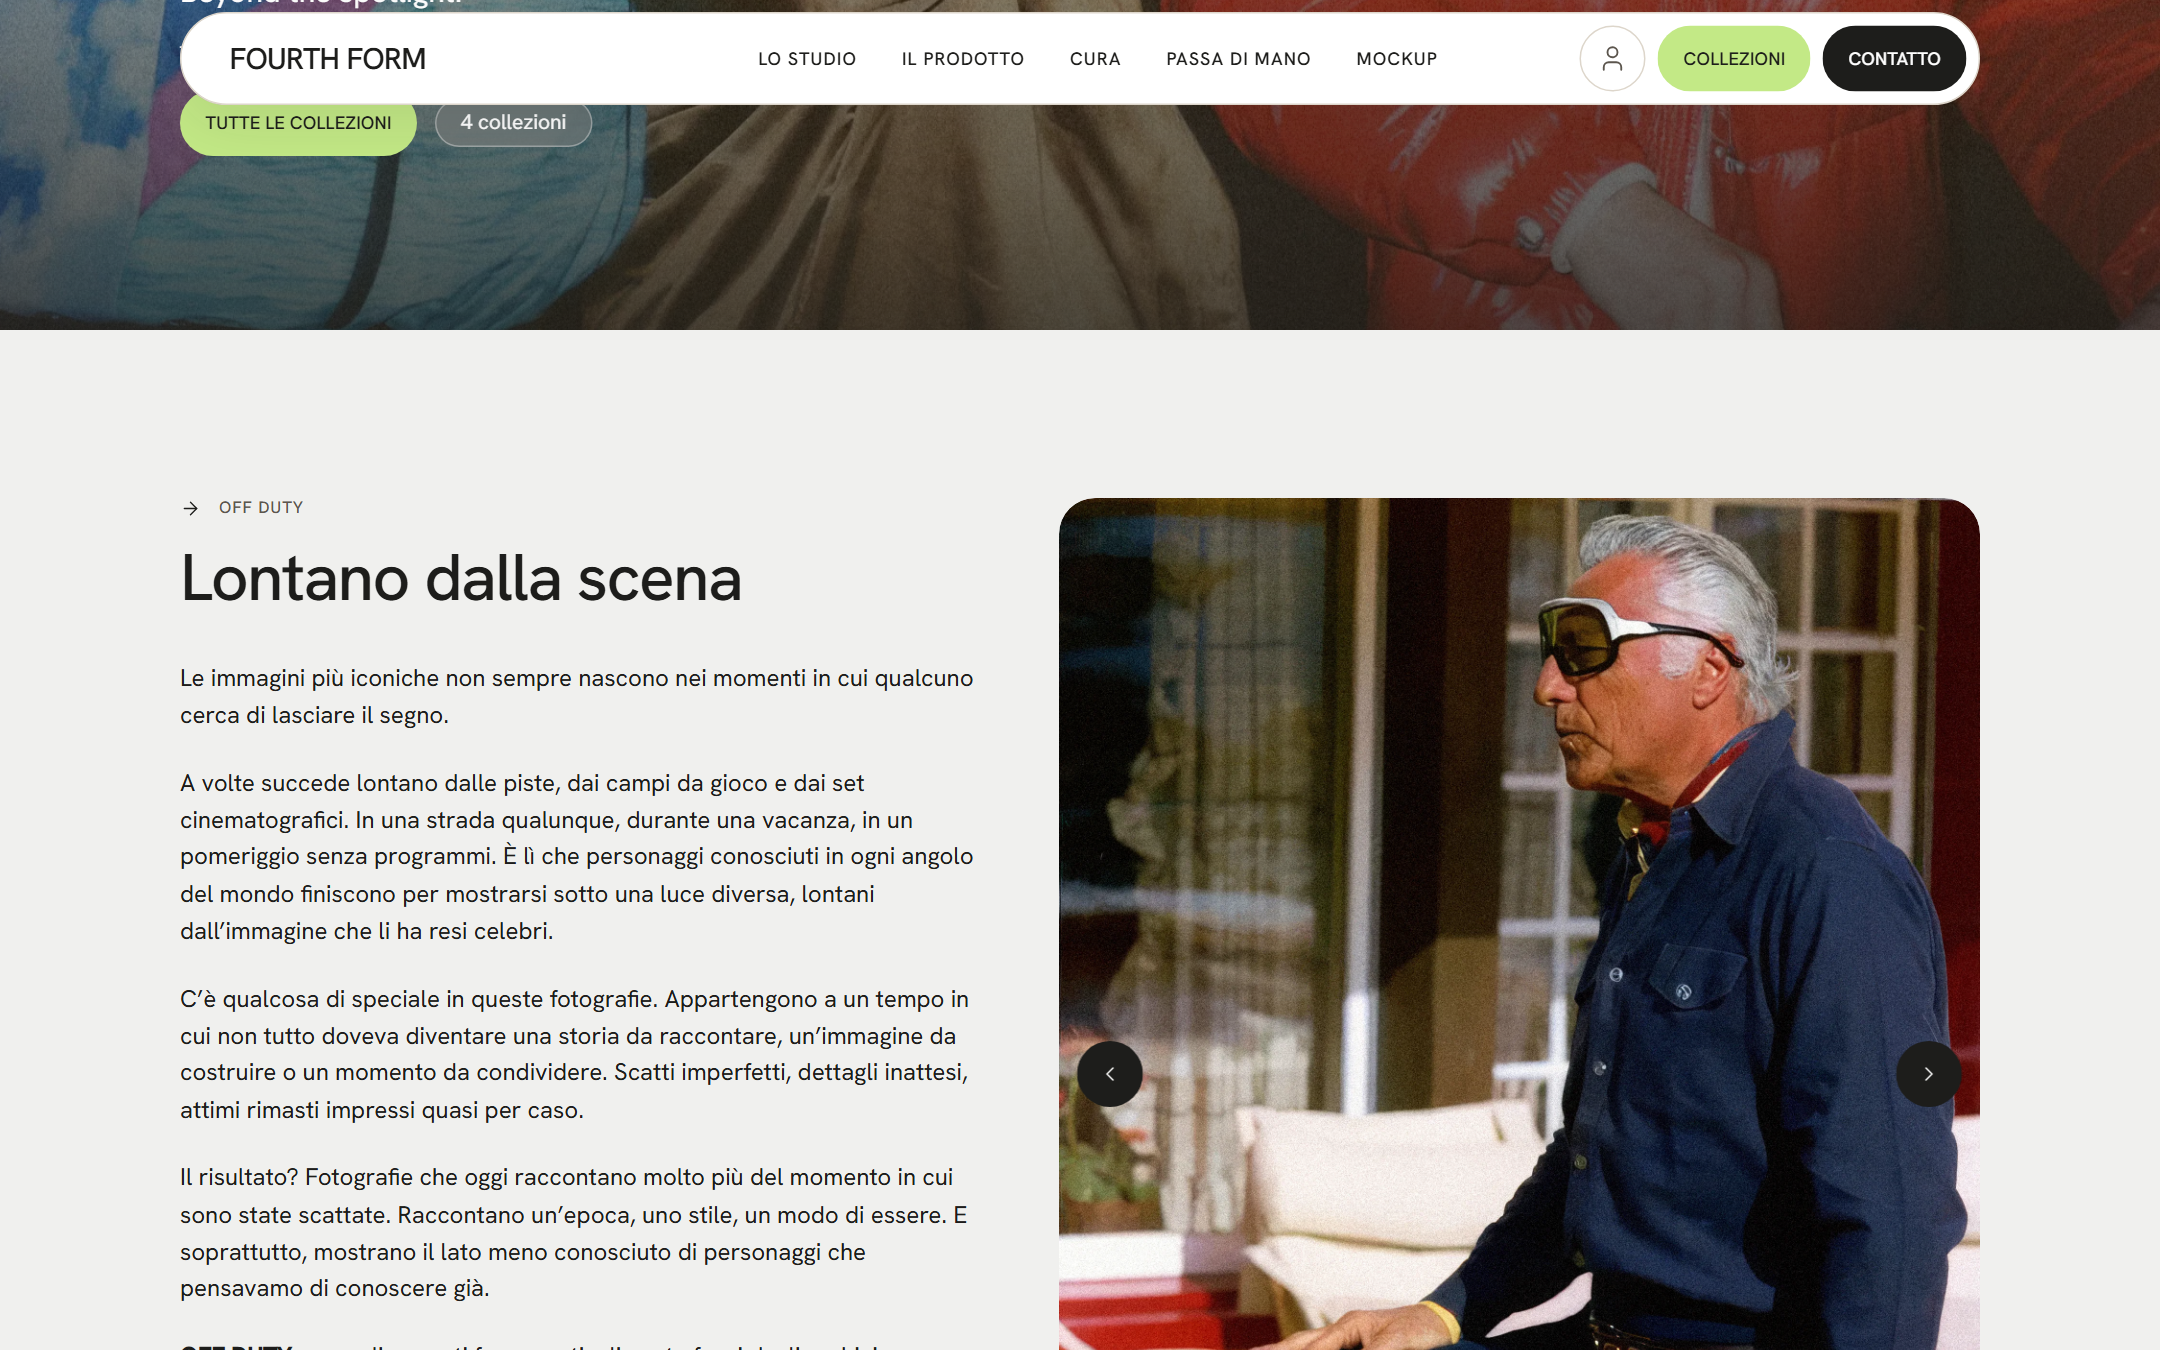 Beyond the spotlight.
FOURTH FORM
LO STUDIO
IL PRODOTTO
CURA
PASSA DI MANO
MOCKUP
COLLEZIONI
CONTATTO
TUTTE LE COLLEZIONI
4 collezioni
OFF DUTY
Lontano dalla scena
Le immagini più iconiche non sempre nascono nei momenti in cui qualcuno
cerca di lasciare il segno.
A volte succede lontano dalle piste, dai campi da gioco e dai set
cinematografici. In una strada qualunque, durante una vacanza, in un
pomeriggio senza programmi. È lì che personaggi conosciuti in ogni angolo
del mondo finiscono per mostrarsi sotto una luce diversa, lontani
dall’immagine che li ha resi celebri.
C’è qualcosa di speciale in queste fotografie. Appartengono a un tempo in
cui non tutto doveva diventare una storia da raccontare, un’immagine da
costruire o un momento da condividere. Scatti imperfetti, dettagli inattesi,
attimi rimasti impressi quasi per caso.
Il risultato? Fotografie che oggi raccontano molto più del momento in cui
sono state scattate. Raccontano un’epoca, uno stile, un modo di essere. E
soprattutto, mostrano il lato meno conosciuto di personaggi che
pensavamo di conoscere già.
OFF DUTY